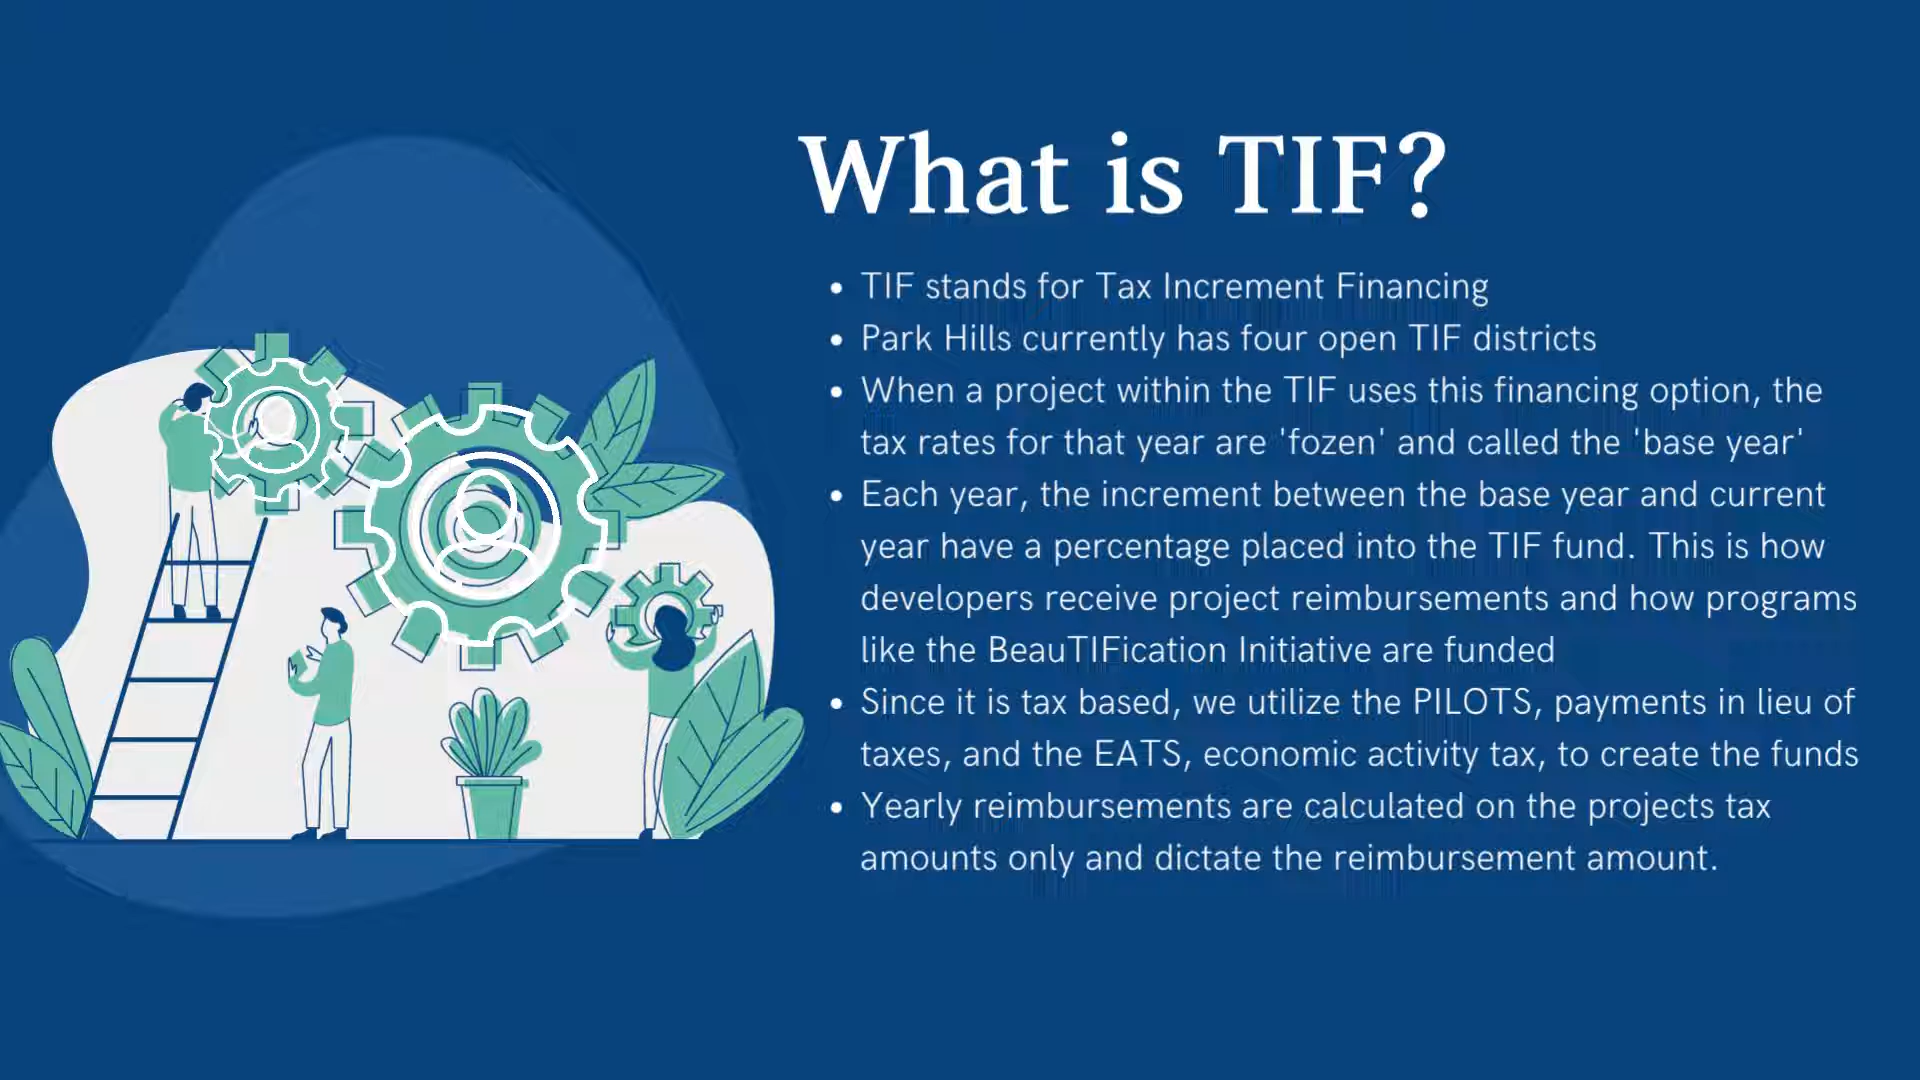 What is TIF?
• TIF stands for Tax Increment Financing
• Park Hills currently has four open TIF districts
• When a project within the TIF uses this financing option, the
tax rates for that year are 'fozen' and called the 'base year'
• Each year, the increment between the base year and current
year have a percentage placed into the TIF fund. This is how
developers receive project reimbursements and how programs
like the BeauTIFication Initiative are funded
• Since it is tax based, we utilize the PILOTS, payments in lieu of
taxes, and the EATS, economic activity tax, to create the funds
• Yearly reimbursements are calculated on the projects tax
amounts only and dictate the reimbursement amount.